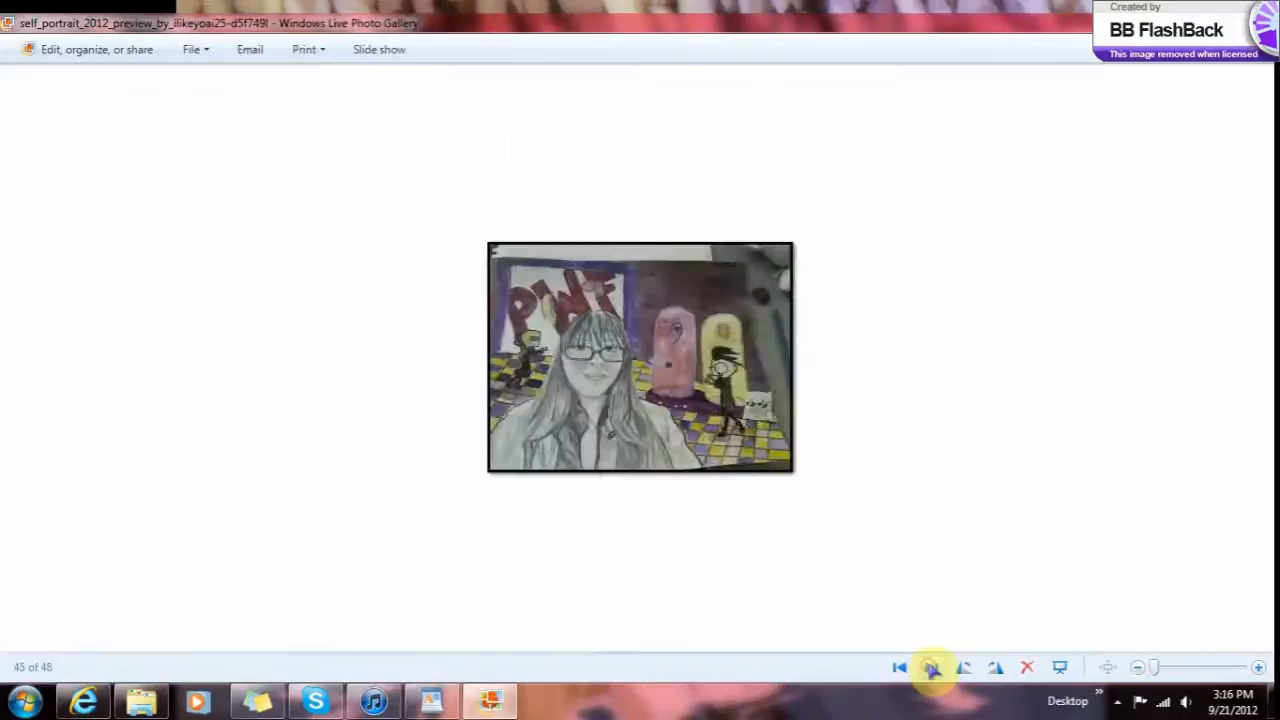 self_portrait_2012_preview_by_ilikeyoai25-d5f749l - Windows Live Photo Gallery
Created by
BB FlashBack
This image removed when licensed
Edit, organize, or share
File
Email
Print
Slide show
45 of 48
Desktop
3:16 PM
9/21/2012